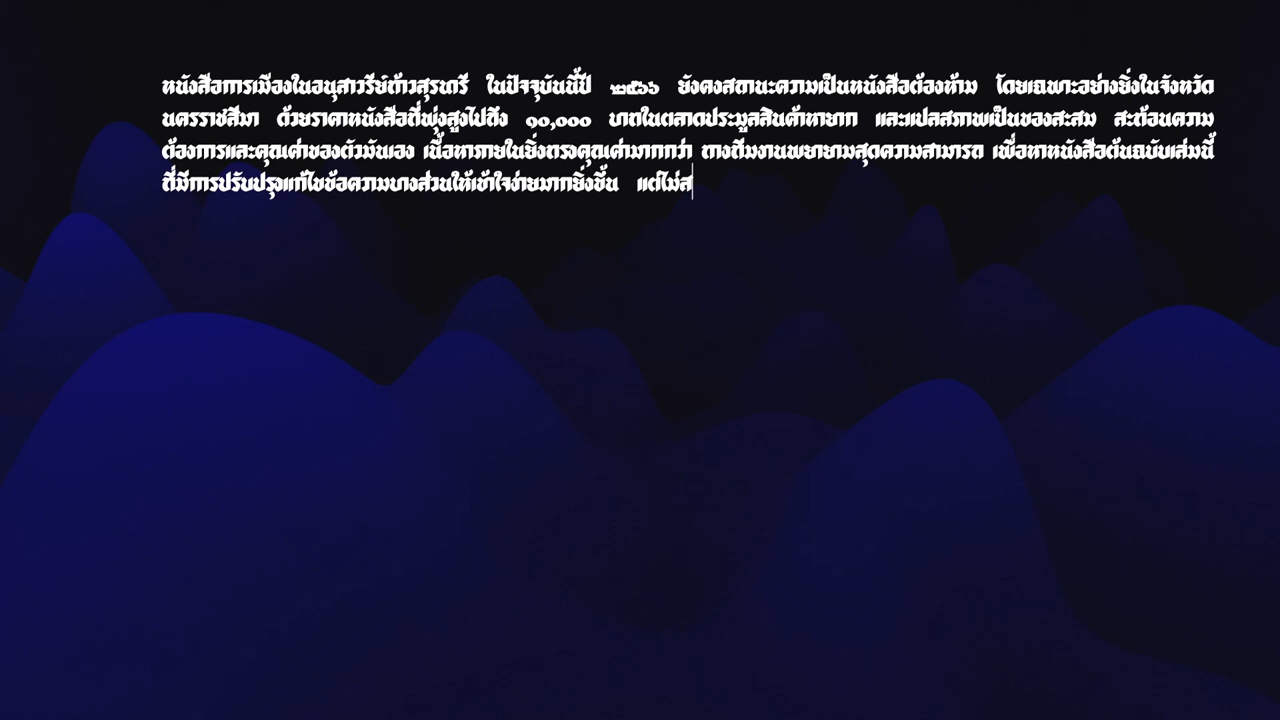 หนังสือการเมืองในอนุสาวรีย์ท้าวสุรนารี ในปัจจุบันนี้ปี ๒๕๖๖ ยังคงสถานะความเป็นหนังสือต้องห้าม โดยเฉพาะอย่างยิ่งในจังหวัด
นครราชสีมา ด้วยราคาหนังสือที่พุ่งสูงไปถึง ๑๐,๐๐๐ บาทในตลาดประมูลสินค้าหายาก และแปลสภาพเป็นของสะสม สะท้อนความ
ต้องการและคุณค่าของตัวมันเอง เนื้อหาภายในยิ่งทรงคุณค่ามากกว่า ทางทีมงานพยายามสุดความสามารถ เพื่อหาหนังสือต้นฉบับเล่มนี้
ที่มีการปรับปรุงแก้ไขข้อความบางส่วนให้เข้าใจง่ายมากยิ่งขึ้น แต่ไม่ส